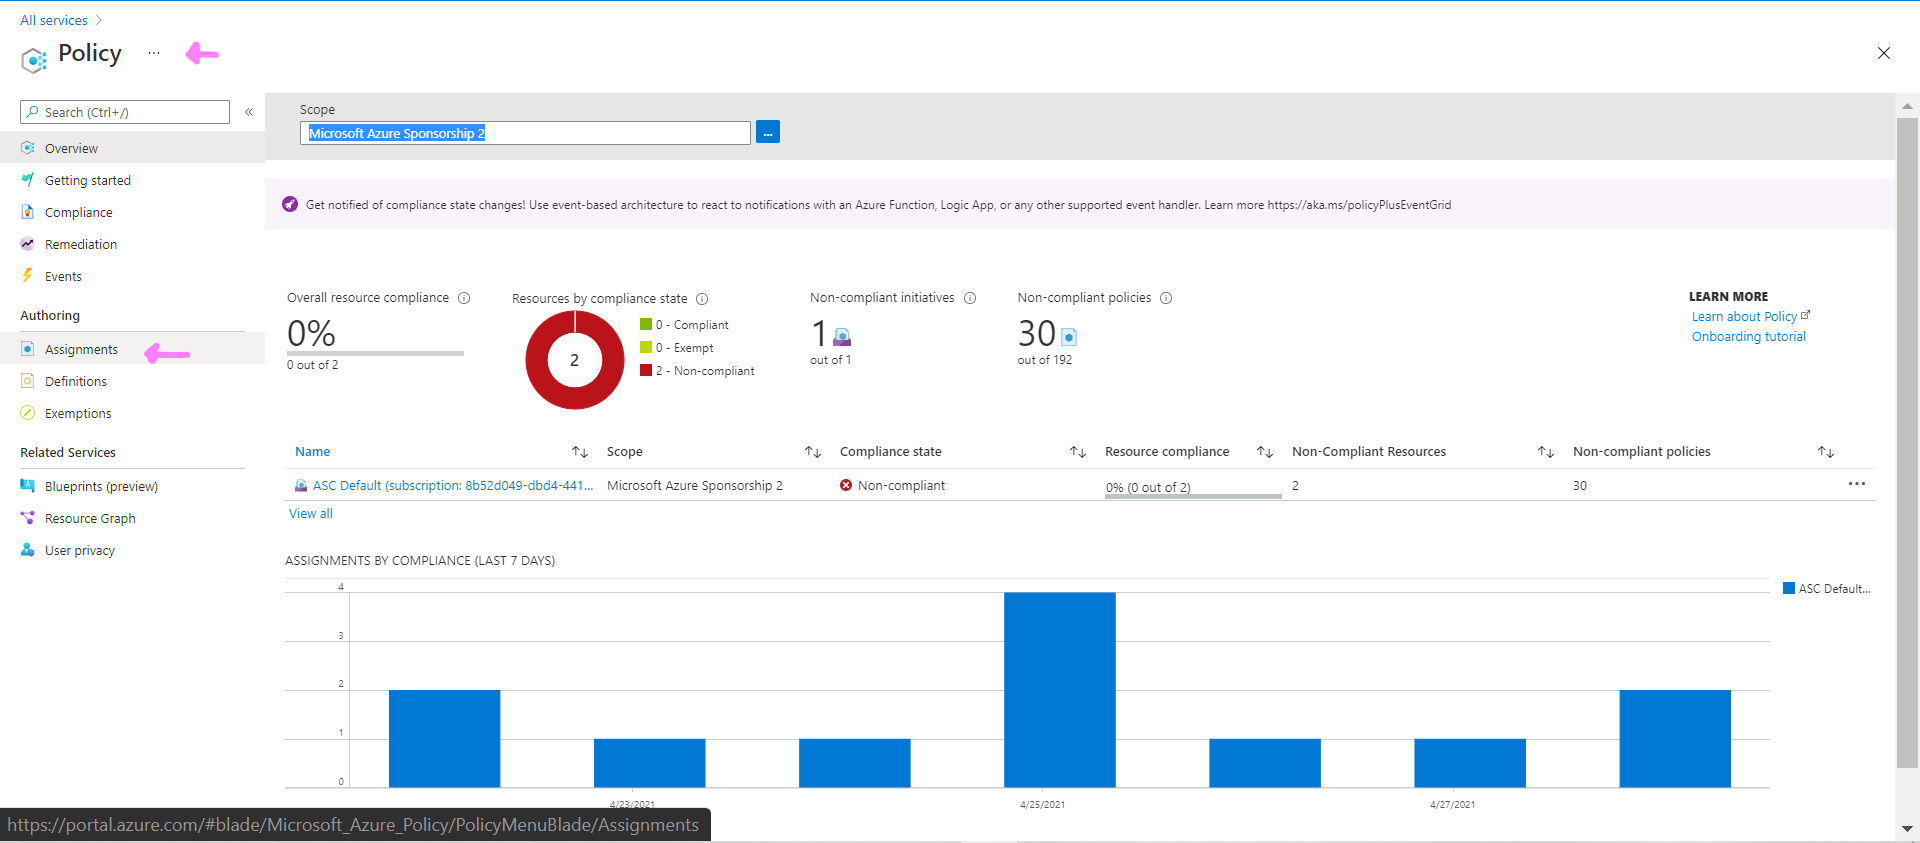 All services >
Policy ...
Search (Ctrl+/) «
Overview
Getting started
Compliance
Remediation
Events
Authoring
Assignments
Definitions
Exemptions
Related Services
Blueprints (preview)
Resource Graph
User privacy
Scope
Microsoft Azure Sponsorship 2 ...
Get notified of compliance state changes! Use event-based architecture to react to notifications with an Azure Function, Logic App, or any other supported event handler. Learn more https://aka.ms/policyPlusEventGrid
Overall resource compliance
0%
0 out of 2
Resources by compliance state
2
0 - Compliant
0 - Exempt
2 - Non-compliant
Non-compliant initiatives
1
out of 1
Non-compliant policies
30
out of 192
LEARN MORE
Learn about Policy
Onboarding tutorial
Name Scope Compliance state Resource compliance Non-Compliant Resources Non-compliant policies
ASC Default (subscription: 8b52d049-dbd4-441... Microsoft Azure Sponsorship 2 Non-compliant 0% (0 out of 2) 2 30 ...
View all
ASSIGNMENTS BY COMPLIANCE (LAST 7 DAYS)
4
3
2
1
0
4/23/2021 4/25/2021 4/27/2021
ASC Default...
https://portal.azure.com/#blade/Microsoft_Azure_Policy/PolicyMenuBlade/Assignments